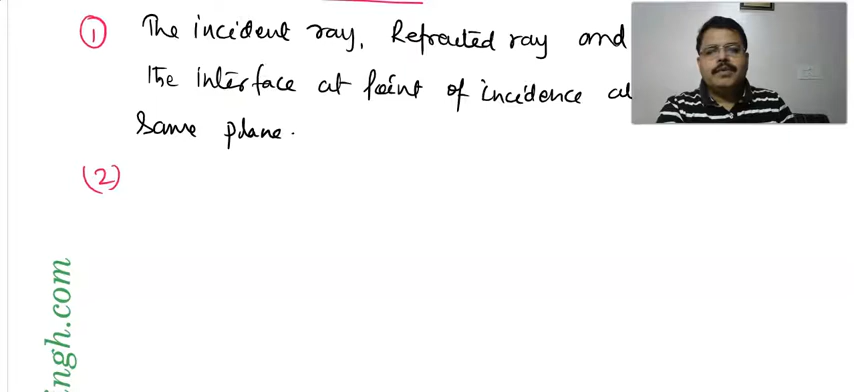 ① The incident ray, Refracted ray and
the interface at point of incidence al
same plane.
(2)
ingh.com